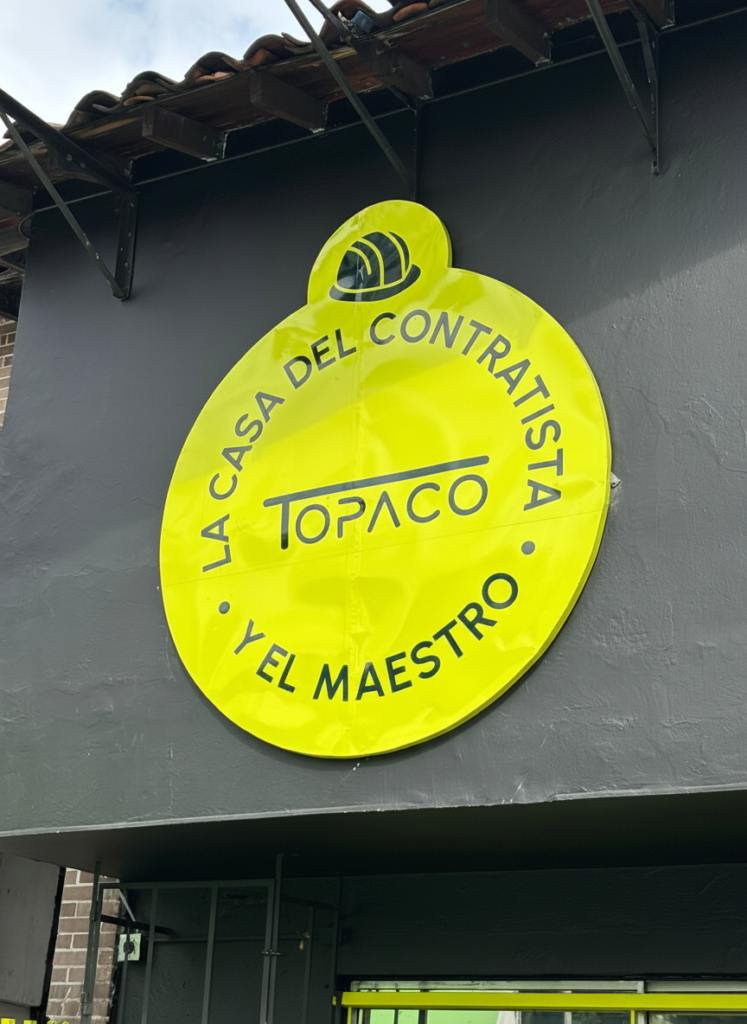 LA CASA DEL CONTRATISTA
TOPACO
Y EL MAESTRO